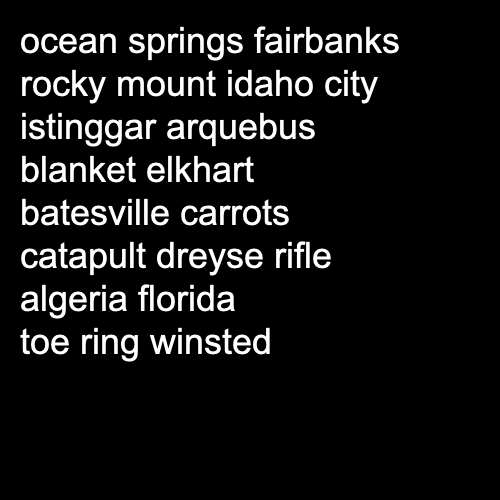 ocean springs fairbanks
rocky mount idaho city
istinggar arquebus
blanket elkhart
batesville carrots
catapult dreyse rifle
algeria florida
toe ring winsted